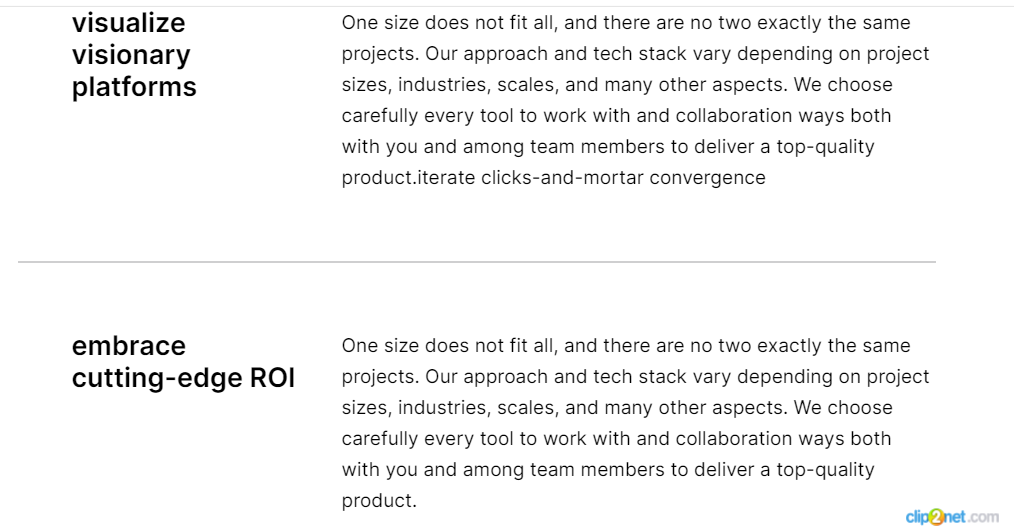 visualize
visionary
platforms
One size does not fit all, and there are no two exactly the same
projects. Our approach and tech stack vary depending on project
sizes, industries, scales, and many other aspects. We choose
carefully every tool to work with and collaboration ways both
with you and among team members to deliver a top-quality
product.iterate clicks-and-mortar convergence
embrace
cutting-edge ROI
One size does not fit all, and there are no two exactly the same
projects. Our approach and tech stack vary depending on project
sizes, industries, scales, and many other aspects. We choose
carefully every tool to work with and collaboration ways both
with you and among team members to deliver a top-quality
product.
clip2net.com